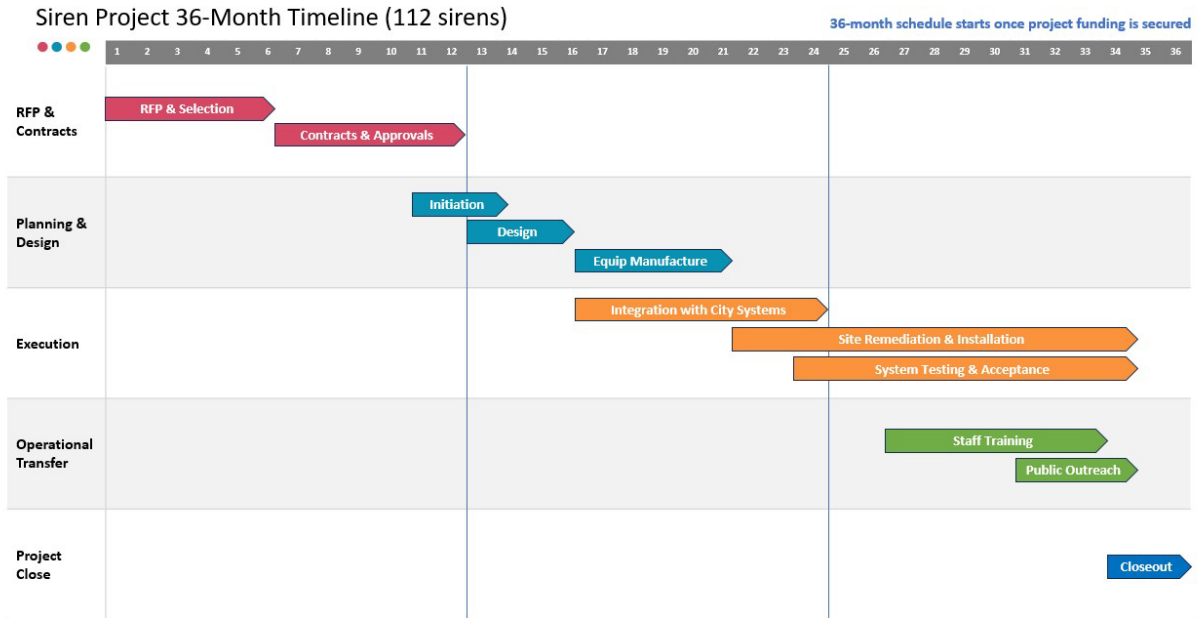 Siren Project 36-Month Timeline (112 sirens)
36-month schedule starts once project funding is secured
1 2 3 4 5 6 7 8 9 10 11 12 13 14 15 16 17 18 19 20 21 22 23 24 25 26 27 28 29 30 31 32 33 34 35 36
RFP &
Contracts
RFP & Selection
Contracts & Approvals
Planning &
Design
Initiation
Design
Equip Manufacture
Execution
Integration with City Systems
Site Remediation & Installation
System Testing & Acceptance
Operational
Transfer
Staff Training
Public Outreach
Project
Close
Closeout